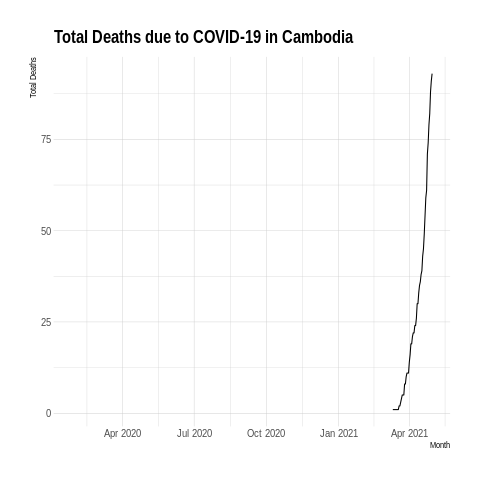 Total Deaths due to COVID-19 in Cambodia
Total Deaths
75
50
25
0
Apr 2020 Jul 2020 Oct 2020 Jan 2021 Apr 2021
Month